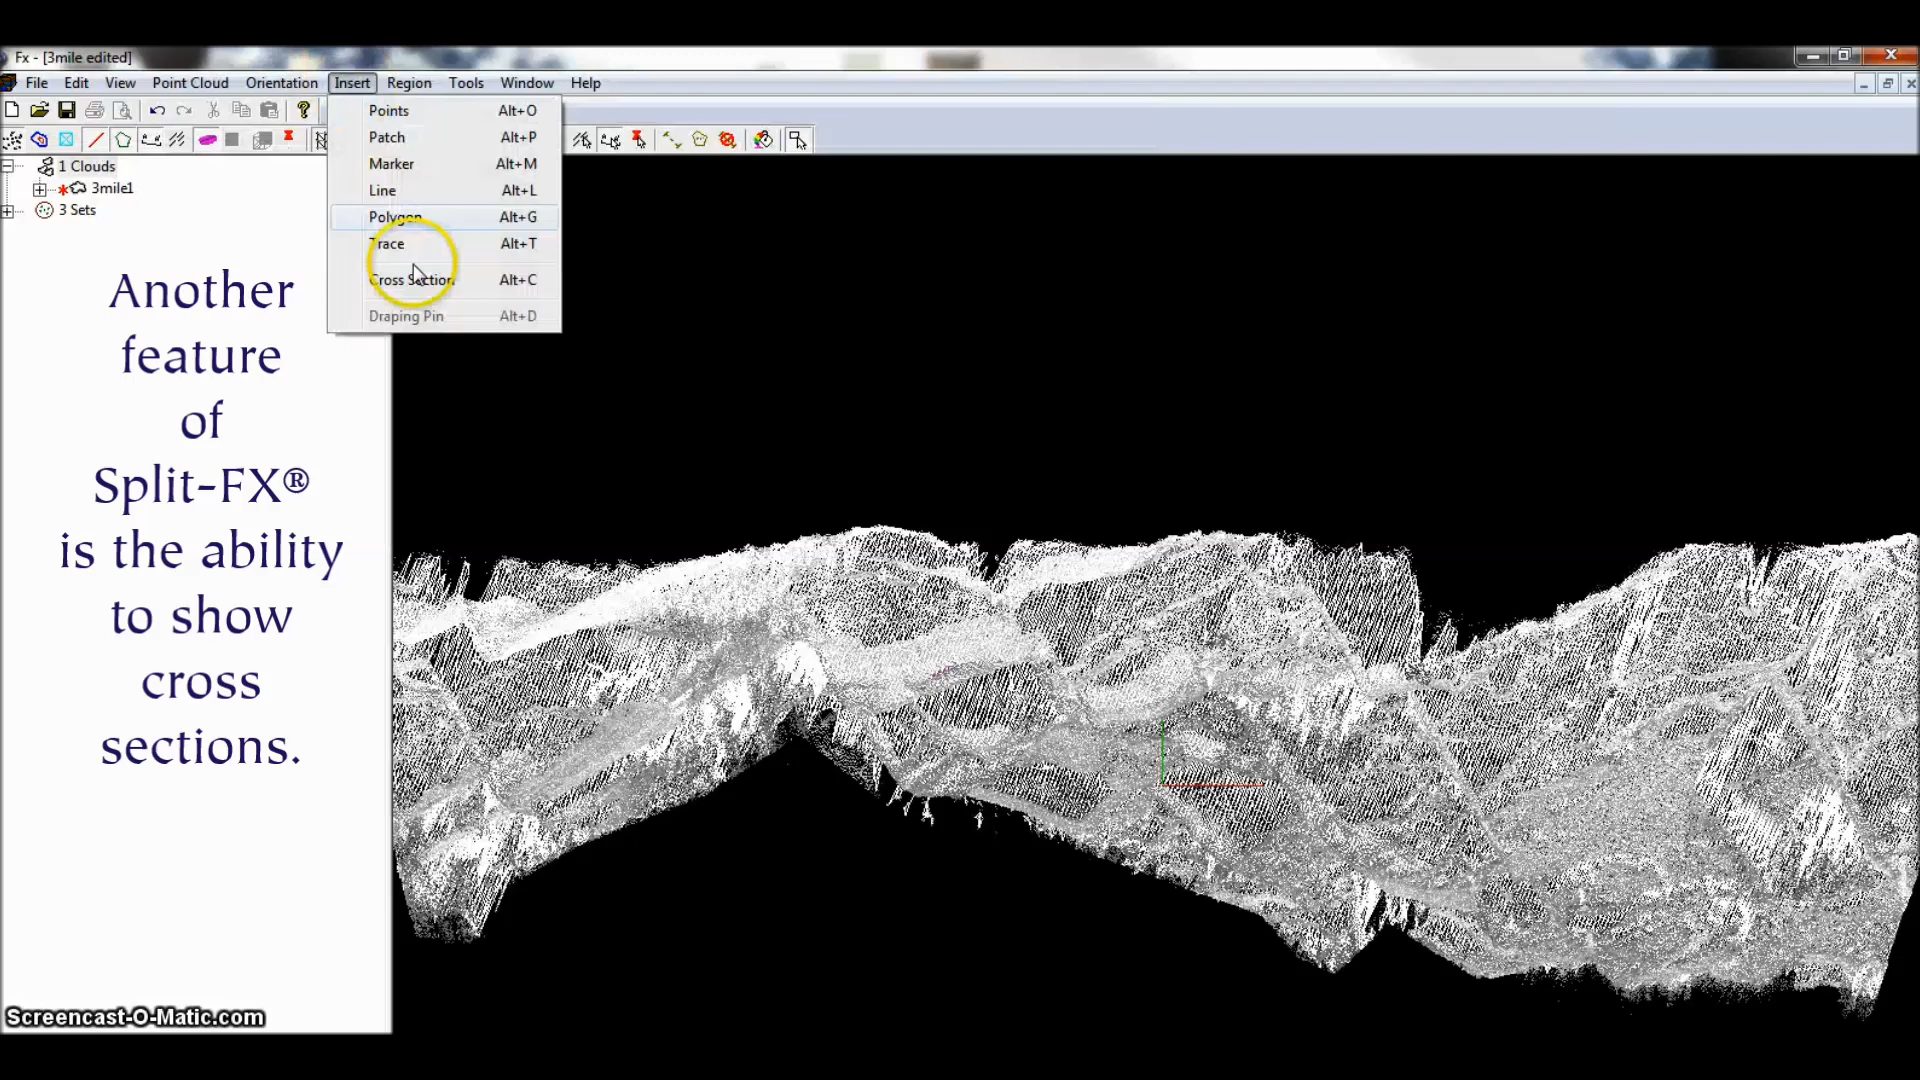 Fx - [3mile edited]
File Edit View Point Cloud Orientation Insert Region Tools Window Help
Points Alt+O
Patch Alt+P
Marker Alt+M
Line Alt+L
Polygon Alt+G
Trace Alt+T
Cross Section Alt+C
Draping Pin Alt+D
1 Clouds
3mile1
3 Sets
Another
feature
of
Split-FX®
is the ability
to show
cross
sections.
Screencast-O-Matic.com